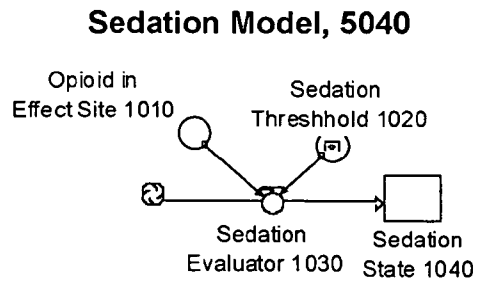 Sedation Model, 5040
Opioid in
Effect Site 1010
Sedation
Threshhold 1020
Sedation
Evaluator 1030
Sedation
State 1040